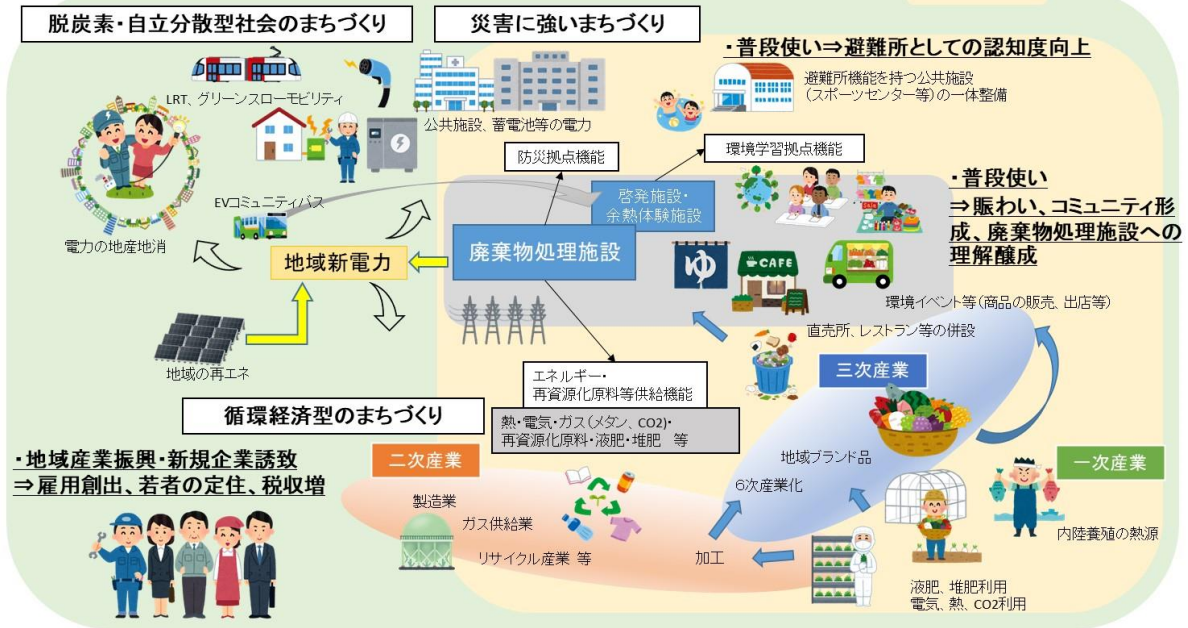 脱炭素・自立分散型社会のまちづくり
災害に強いまちづくり
・普段使い⇒避難所としての認知度向上
避難所機能を持つ公共施設
（スポーツセンター等）の一体整備
LRT、グリーンスローモビリティ
公共施設、蓄電池等の電力
防災拠点機能
環境学習拠点機能
啓発施設・
余熱体験施設
・普段使い
⇒賑わい、コミュニティ形
成、廃棄物処理施設への
理解醸成
EVコミュニティバス
電力の地産地消
地域新電力
廃棄物処理施設
ゆ
CAFE
環境イベント等（商品の販売、出店等）
直売所、レストラン等の併設
地域の再エネ
エネルギー・
再資源化原料等供給機能
熱・電気・ガス（メタン、CO2）・
再資源化原料・液肥・堆肥　等
三次産業
循環経済型のまちづくり
・地域産業振興・新規企業誘致
⇒雇用創出、若者の定住、税収増
二次産業
製造業
ガス供給業
リサイクル産業 等
地域ブランド品
6次産業化
加工
一次産業
内陸養殖の熱源
液肥、堆肥利用
電気、熱、CO2利用